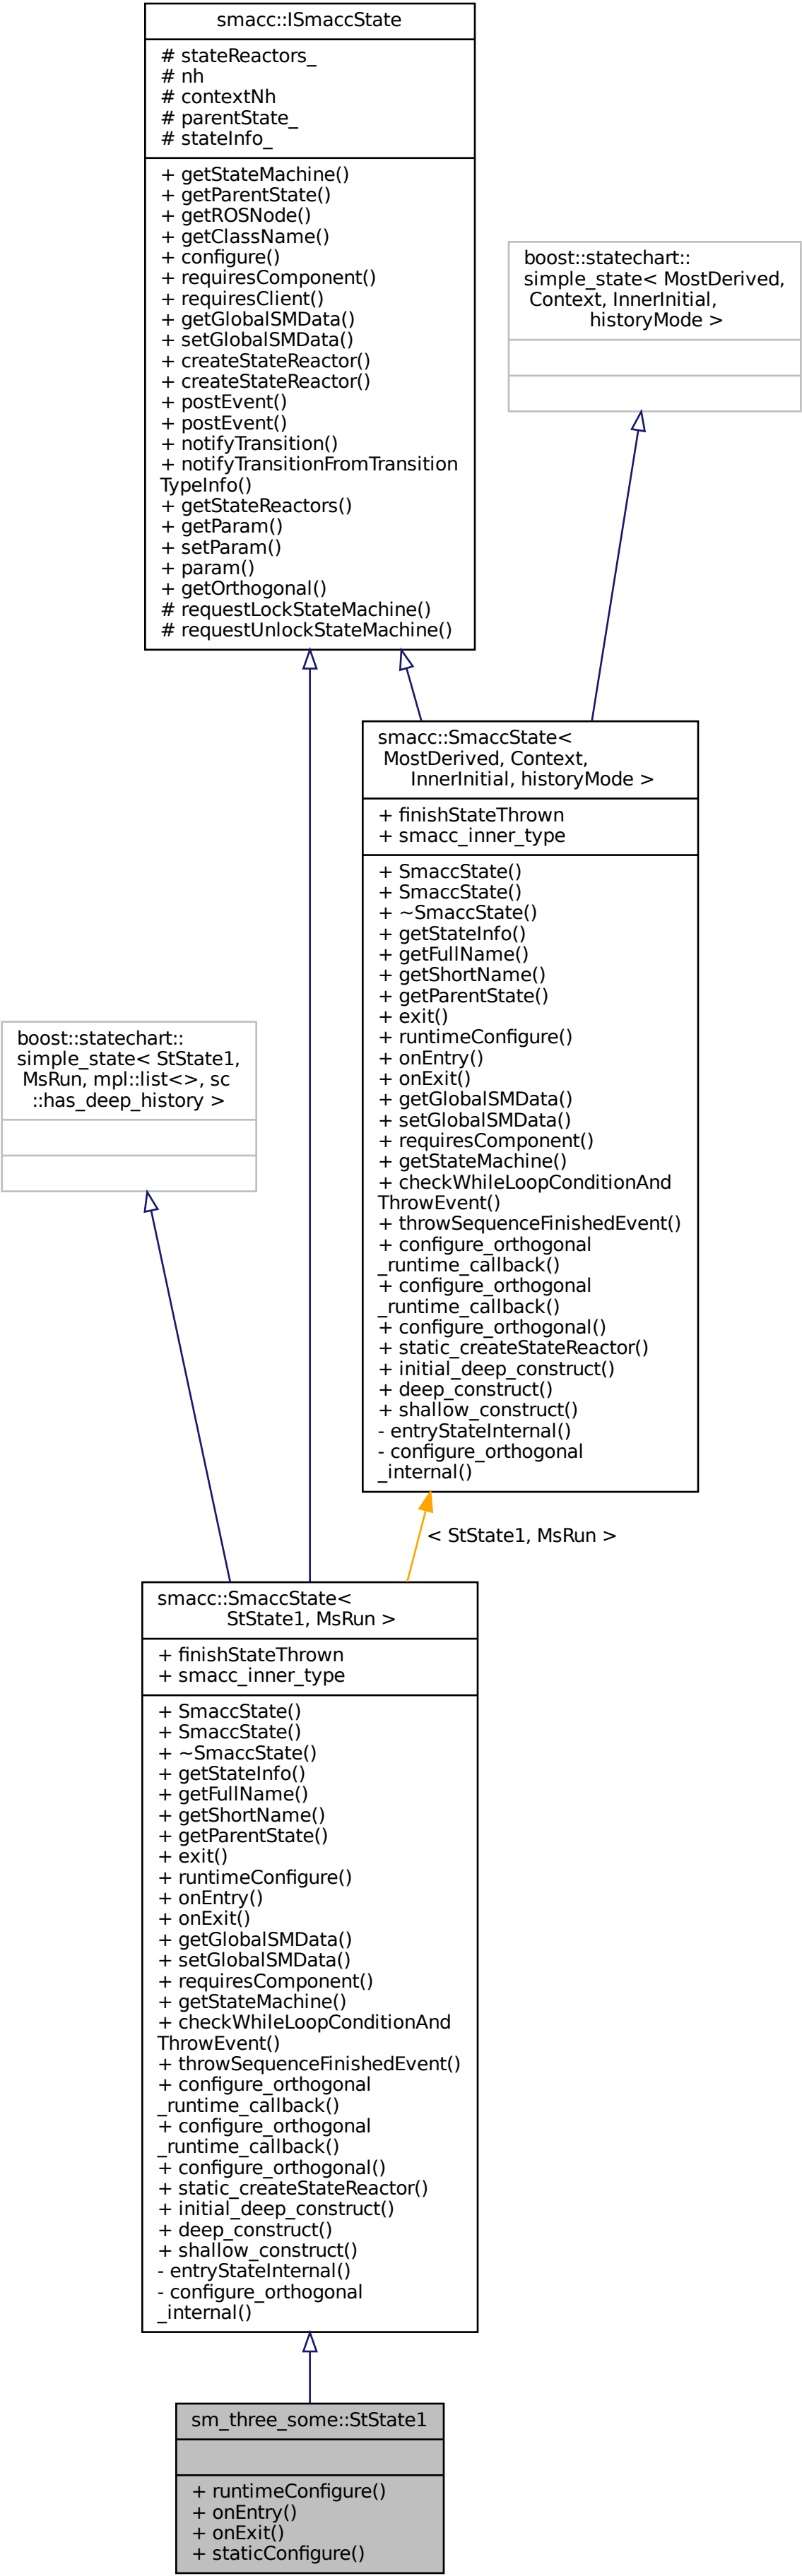 smacc::ISmaccState
# stateReactors_
# nh
# contextNh
# parentState_
# stateInfo_
+ getStateMachine()
+ getParentState()
+ getROSNode()
+ getClassName()
+ configure()
+ requiresComponent()
+ requiresClient()
+ getGlobalSMData()
+ setGlobalSMData()
+ createStateReactor()
+ createStateReactor()
+ postEvent()
+ postEvent()
+ notifyTransition()
+ notifyTransitionFromTransition
TypeInfo()
+ getStateReactors()
+ getParam()
+ setParam()
+ param()
+ getOrthogonal()
# requestLockStateMachine()
# requestUnlockStateMachine()
boost::statechart::
simple_state< MostDerived,
Context, InnerInitial,
historyMode >
smacc::SmaccState<
MostDerived, Context,
InnerInitial, historyMode >
+ finishStateThrown
+ smacc_inner_type
+ SmaccState()
+ SmaccState()
+ ~SmaccState()
+ getStateInfo()
+ getFullName()
+ getShortName()
+ getParentState()
+ exit()
+ runtimeConfigure()
+ onEntry()
+ onExit()
+ getGlobalSMData()
+ setGlobalSMData()
+ requiresComponent()
+ getStateMachine()
+ checkWhileLoopConditionAnd
ThrowEvent()
+ throwSequenceFinishedEvent()
+ configure_orthogonal
_runtime_callback()
+ configure_orthogonal
_runtime_callback()
+ configure_orthogonal()
+ static_createStateReactor()
+ initial_deep_construct()
+ deep_construct()
+ shallow_construct()
- entryStateInternal()
- configure_orthogonal
_internal()
boost::statechart::
simple_state< StState1,
MsRun, mpl::list<>, sc
::has_deep_history >
< StState1, MsRun >
smacc::SmaccState<
StState1, MsRun >
+ finishStateThrown
+ smacc_inner_type
+ SmaccState()
+ SmaccState()
+ ~SmaccState()
+ getStateInfo()
+ getFullName()
+ getShortName()
+ getParentState()
+ exit()
+ runtimeConfigure()
+ onEntry()
+ onExit()
+ getGlobalSMData()
+ setGlobalSMData()
+ requiresComponent()
+ getStateMachine()
+ checkWhileLoopConditionAnd
ThrowEvent()
+ throwSequenceFinishedEvent()
+ configure_orthogonal
_runtime_callback()
+ configure_orthogonal
_runtime_callback()
+ configure_orthogonal()
+ static_createStateReactor()
+ initial_deep_construct()
+ deep_construct()
+ shallow_construct()
- entryStateInternal()
- configure_orthogonal
_internal()
sm_three_some::StState1
+ runtimeConfigure()
+ onEntry()
+ onExit()
+ staticConfigure()